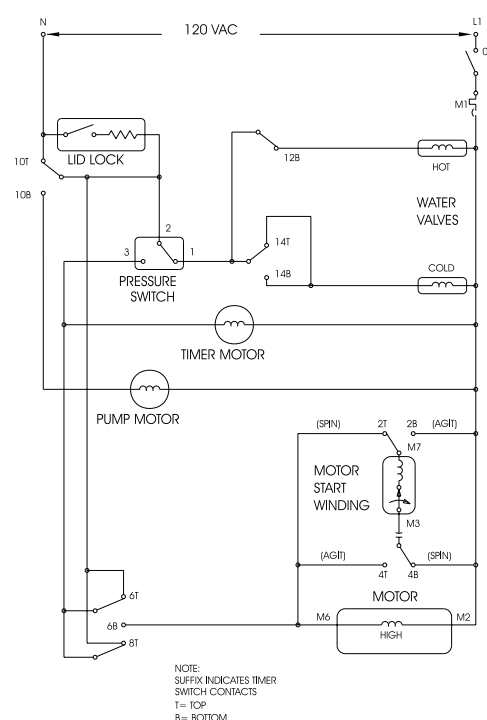 N
120 VAC
L1
0
M1
10T
LID LOCK
10B
12B
HOT
WATER
VALVES
2
3
1
14T
14B
PRESSURE
SWITCH
COLD
TIMER MOTOR
PUMP MOTOR
(SPIN)
2T
2B
(AGIT)
M7
MOTOR
START
WINDING
M3
(AGIT)
(SPIN)
4T
4B
MOTOR
6T
6B
M6
M2
HIGH
8T
NOTE:
SUFFIX INDICATES TIMER
SWITCH CONTACTS
T= TOP
B= BOTTOM